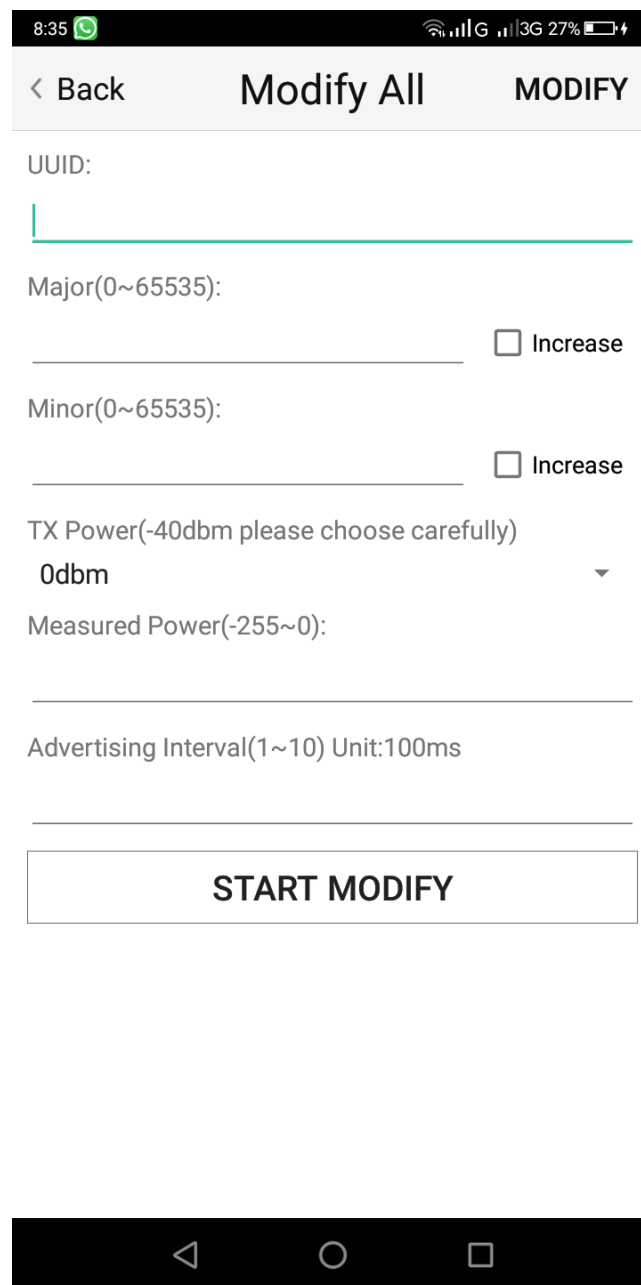 8:35 G 3G 27%
Back Modify All MODIFY
UUID:
Major(0~65535):
Increase
Minor(0~65535):
Increase
TX Power(-40dbm please choose carefully)
0dbm
Measured Power(-255~0):
Advertising Interval(1~10) Unit:100ms
START MODIFY